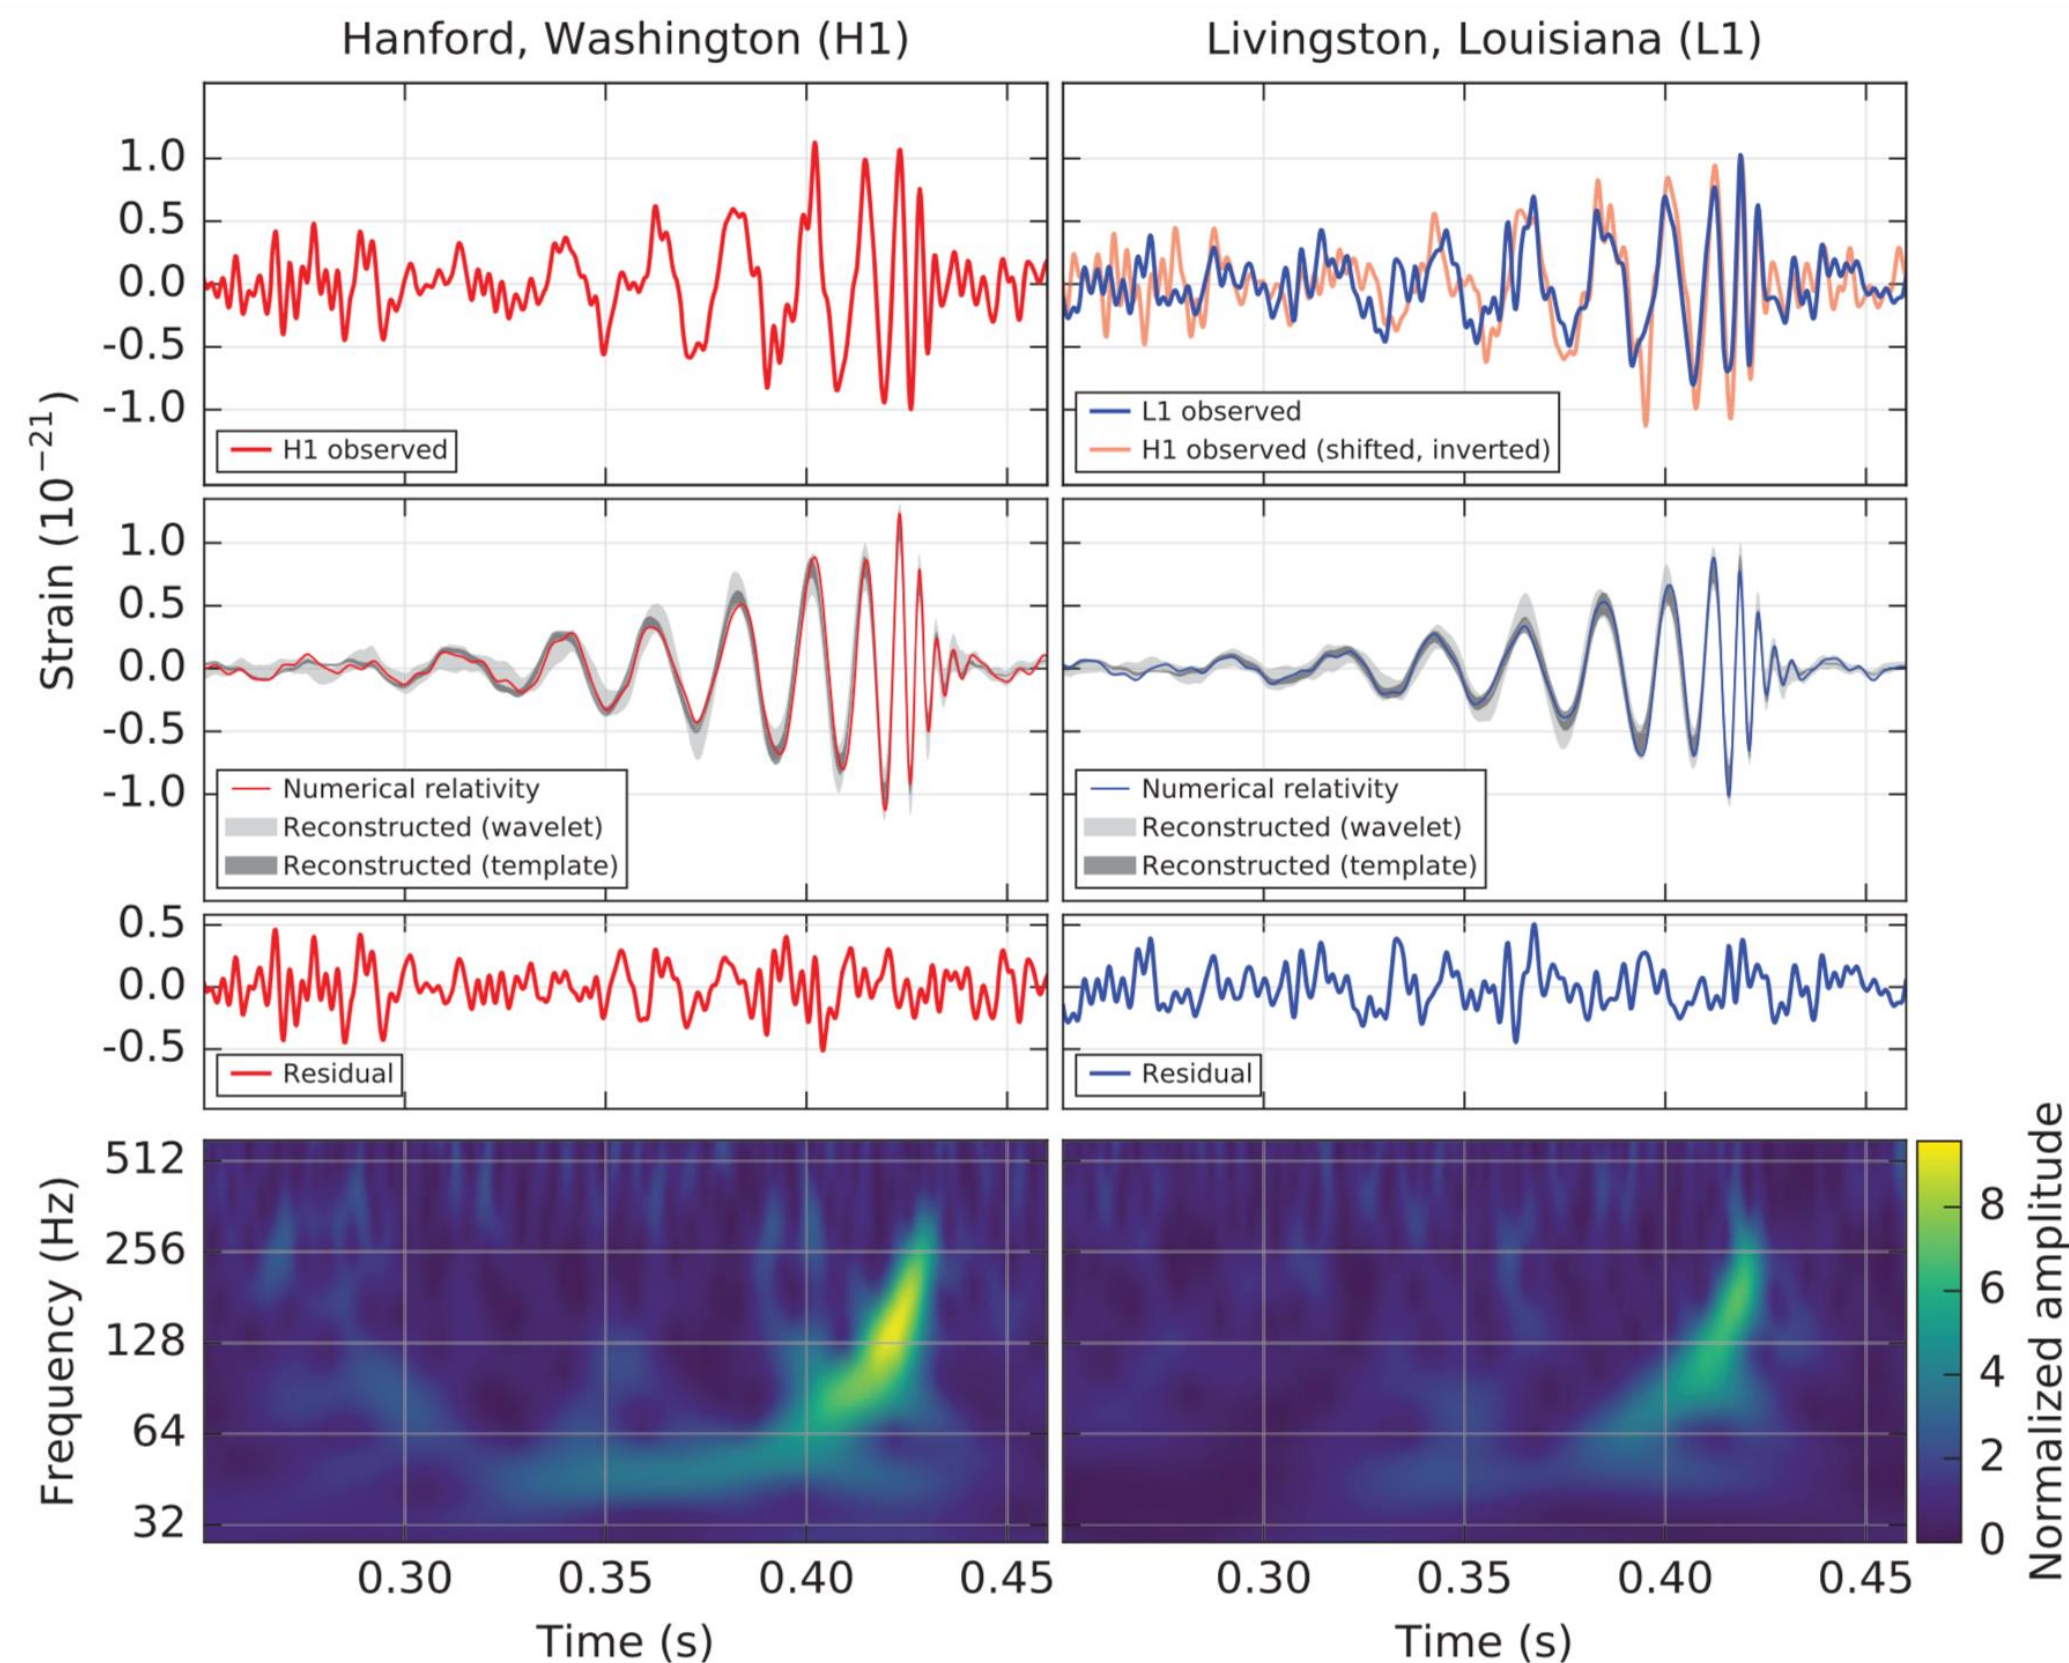 Hanford, Washington (H1)
Livingston, Louisiana (L1)
Strain (10⁻²¹)
1.0
0.5
0.0
-0.5
-1.0
H1 observed
L1 observed
H1 observed (shifted, inverted)
1.0
0.5
0.0
-0.5
-1.0
Numerical relativity
Reconstructed (wavelet)
Reconstructed (template)
Numerical relativity
Reconstructed (wavelet)
Reconstructed (template)
0.5
0.0
-0.5
Residual
Residual
Frequency (Hz)
512
256
128
64
32
0.30 0.35 0.40 0.45
Time (s)
0.30 0.35 0.40 0.45
Time (s)
8
6
4
2
0
Normalized amplitude